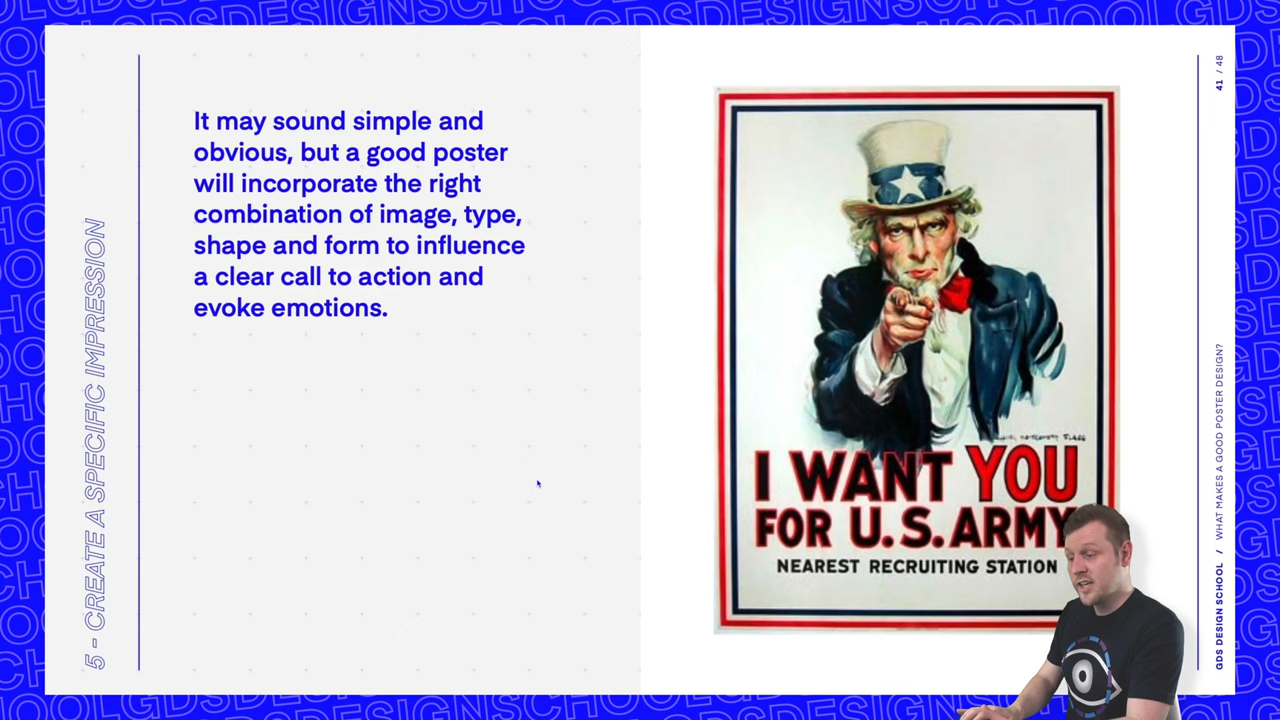 5 - CREATE A SPECIFIC IMPRESSION
It may sound simple and
obvious, but a good poster
will incorporate the right
combination of image, type,
shape and form to influence
a clear call to action and
evoke emotions.
I WANT YOU
FOR U.S. ARMY
NEAREST RECRUITING STATION
GDS DESIGN SCHOOL / WHAT MAKES A GOOD POSTER DESIGN?
41 / 48